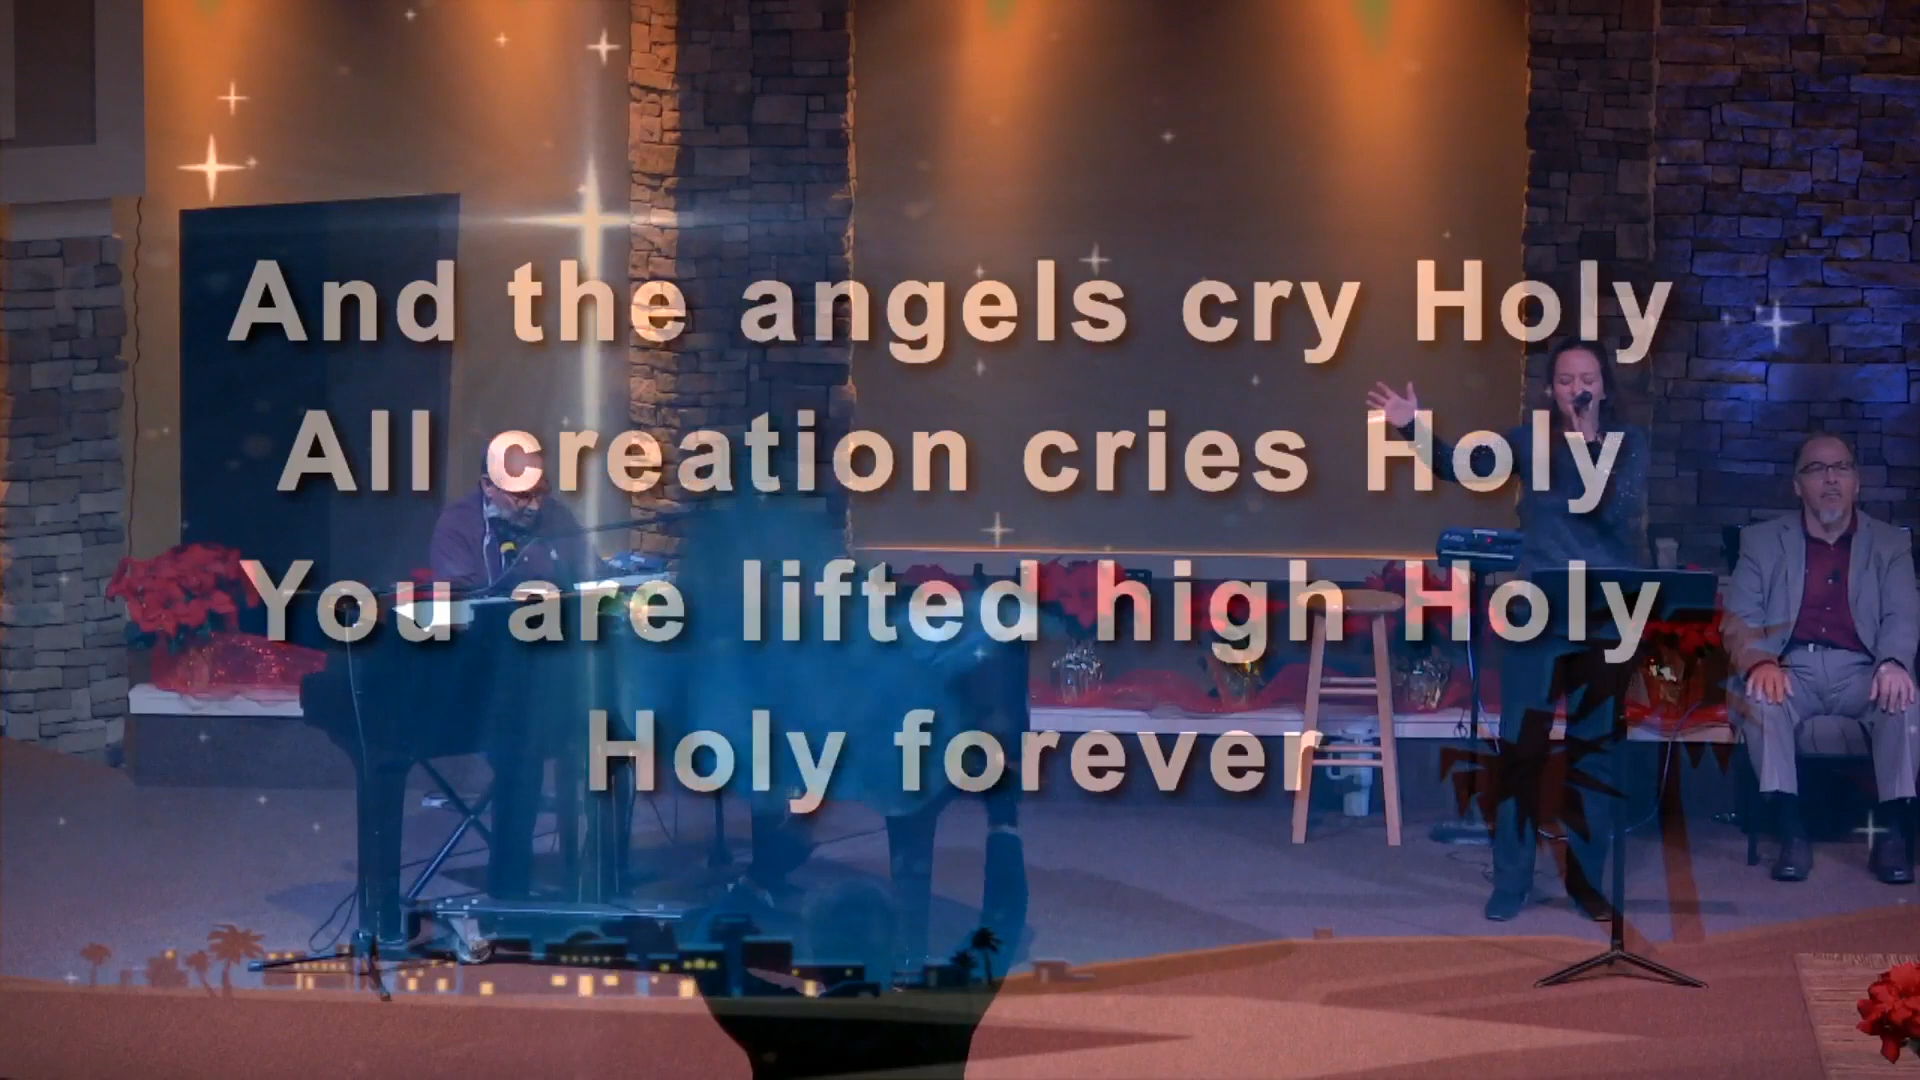 And the angels cry Holy
All creation cries Holy
You are lifted high Holy
Holy forever